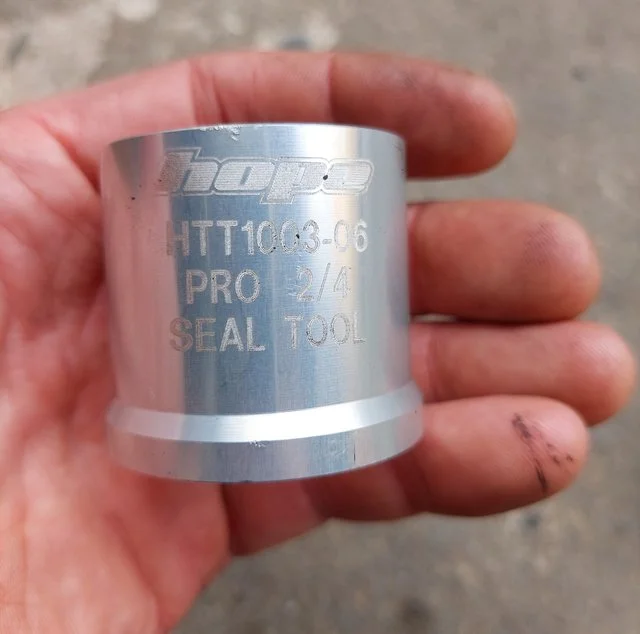 hope
HTT1003-06
PRO 2/4
SEAL TOOL